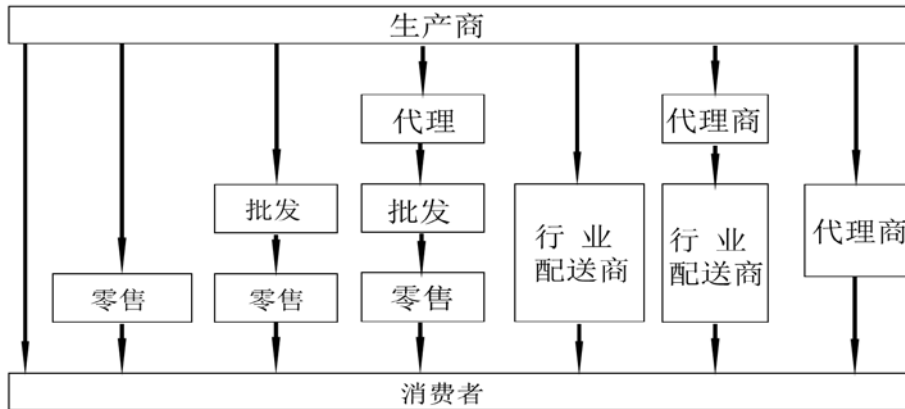 生产商
代理
代理商
批发
批发
行 业
配送商
行 业
配送商
代理商
零售
零售
零售
消费者